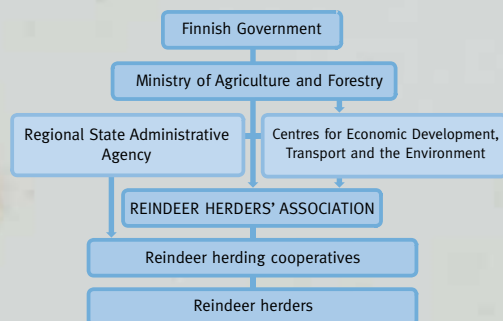 Finnish Government
Ministry of Agriculture and Forestry
Regional State Administrative
Agency
Centres for Economic Development,
Transport and the Environment
REINDEER HERDERS’ ASSOCIATION
Reindeer herding cooperatives
Reindeer herders